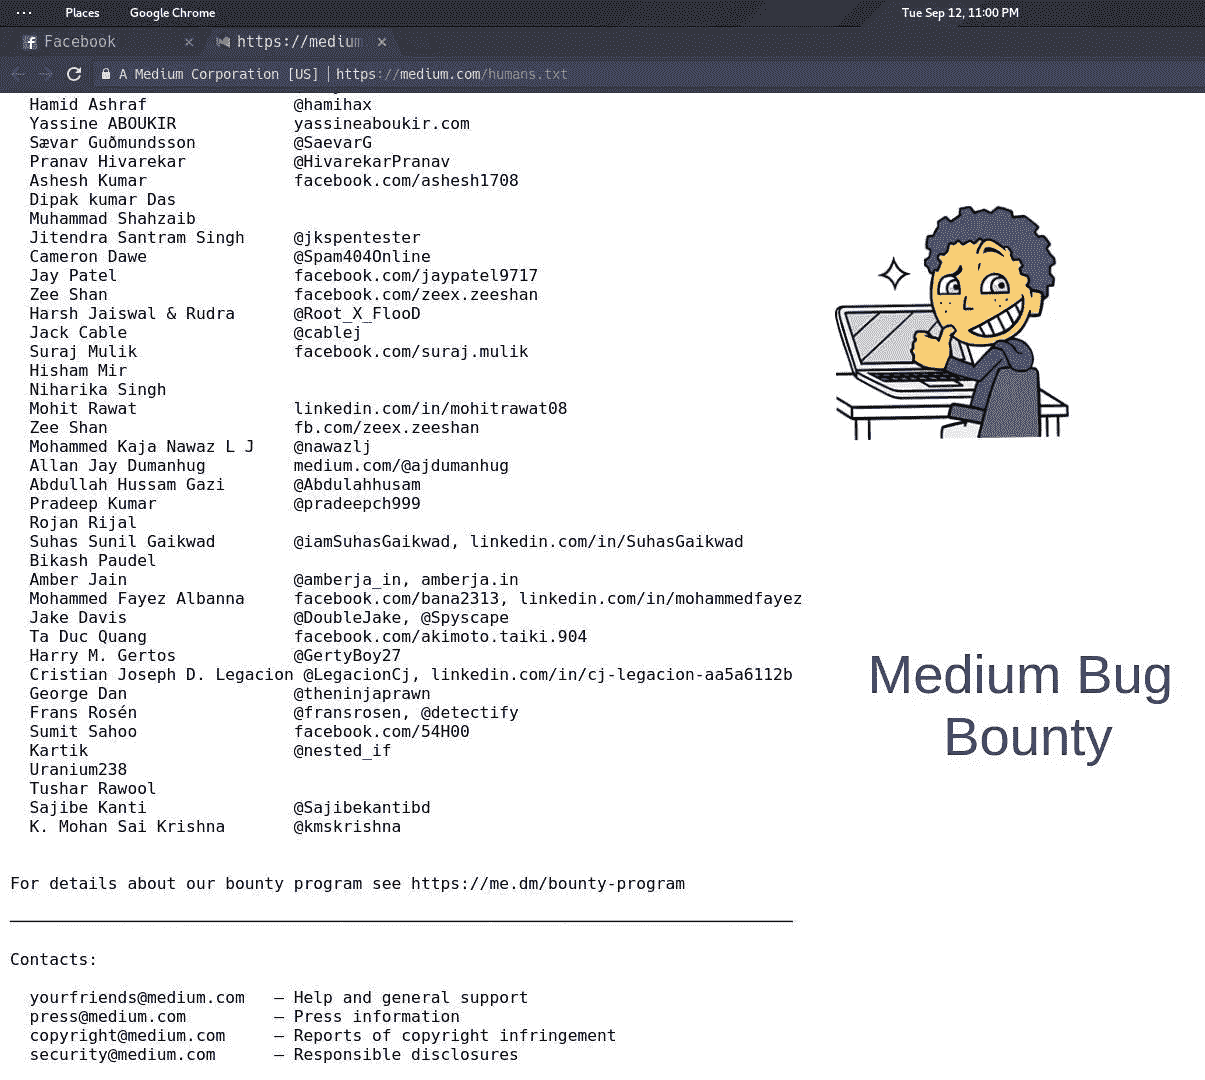 Places Google Chrome Tue Sep 12, 11:00 PM
Facebook × https://medium ×
A Medium Corporation [US] | https://medium.com/humans.txt
Hamid Ashraf @hamihax
Yassine ABOUKIR yassineaboukir.com
Sævar Guðmundsson @SaevarG
Pranav Hivarekar @HivarekarPranav
Ashesh Kumar facebook.com/ashesh1708
Dipak kumar Das
Muhammad Shahzaib
Jitendra Santram Singh @jkspentester
Cameron Dawe @Spam404Online
Jay Patel facebook.com/jaypatel9717
Zee Shan facebook.com/zeex.zeeshan
Harsh Jaiswal & Rudra @Root_X_FlooD
Jack Cable @cablej
Suraj Mulik facebook.com/suraj.mulik
Hisham Mir
Niharika Singh
Mohit Rawat linkedin.com/in/mohitrawat08
Zee Shan fb.com/zeex.zeeshan
Mohammed Kaja Nawaz L J @nawazlj
Allan Jay Dumanhug medium.com/@ajdumanhug
Abdullah Hussam Gazi @Abdulahhusam
Pradeep Kumar @pradeepch999
Rojan Rijal
Suhas Sunil Gaikwad @iamSuhasGaikwad, linkedin.com/in/SuhasGaikwad
Bikash Paudel
Amber Jain @amberja_in, amberja.in
Mohammed Fayez Albanna facebook.com/bana2313, linkedin.com/in/mohammedfayez
Jake Davis @DoubleJake, @Spyscape
Ta Duc Quang facebook.com/akimoto.taiki.904
Harry M. Gertos @GertyBoy27
Cristian Joseph D. Legacion @LegacionCj, linkedin.com/in/cj-legacion-aa5a6112b
George Dan @theninjaprawn
Frans Rosén @fransrosen, @detectify
Sumit Sahoo facebook.com/54H00
Kartik @nested_if
Uranium238
Tushar Rawool
Sajibe Kanti @Sajibekantibd
K. Mohan Sai Krishna @kmskrishna
Medium Bug
Bounty
For details about our bounty program see https://me.dm/bounty-program
Contacts:
yourfriends@medium.com — Help and general support
press@medium.com — Press information
copyright@medium.com — Reports of copyright infringement
security@medium.com — Responsible disclosures